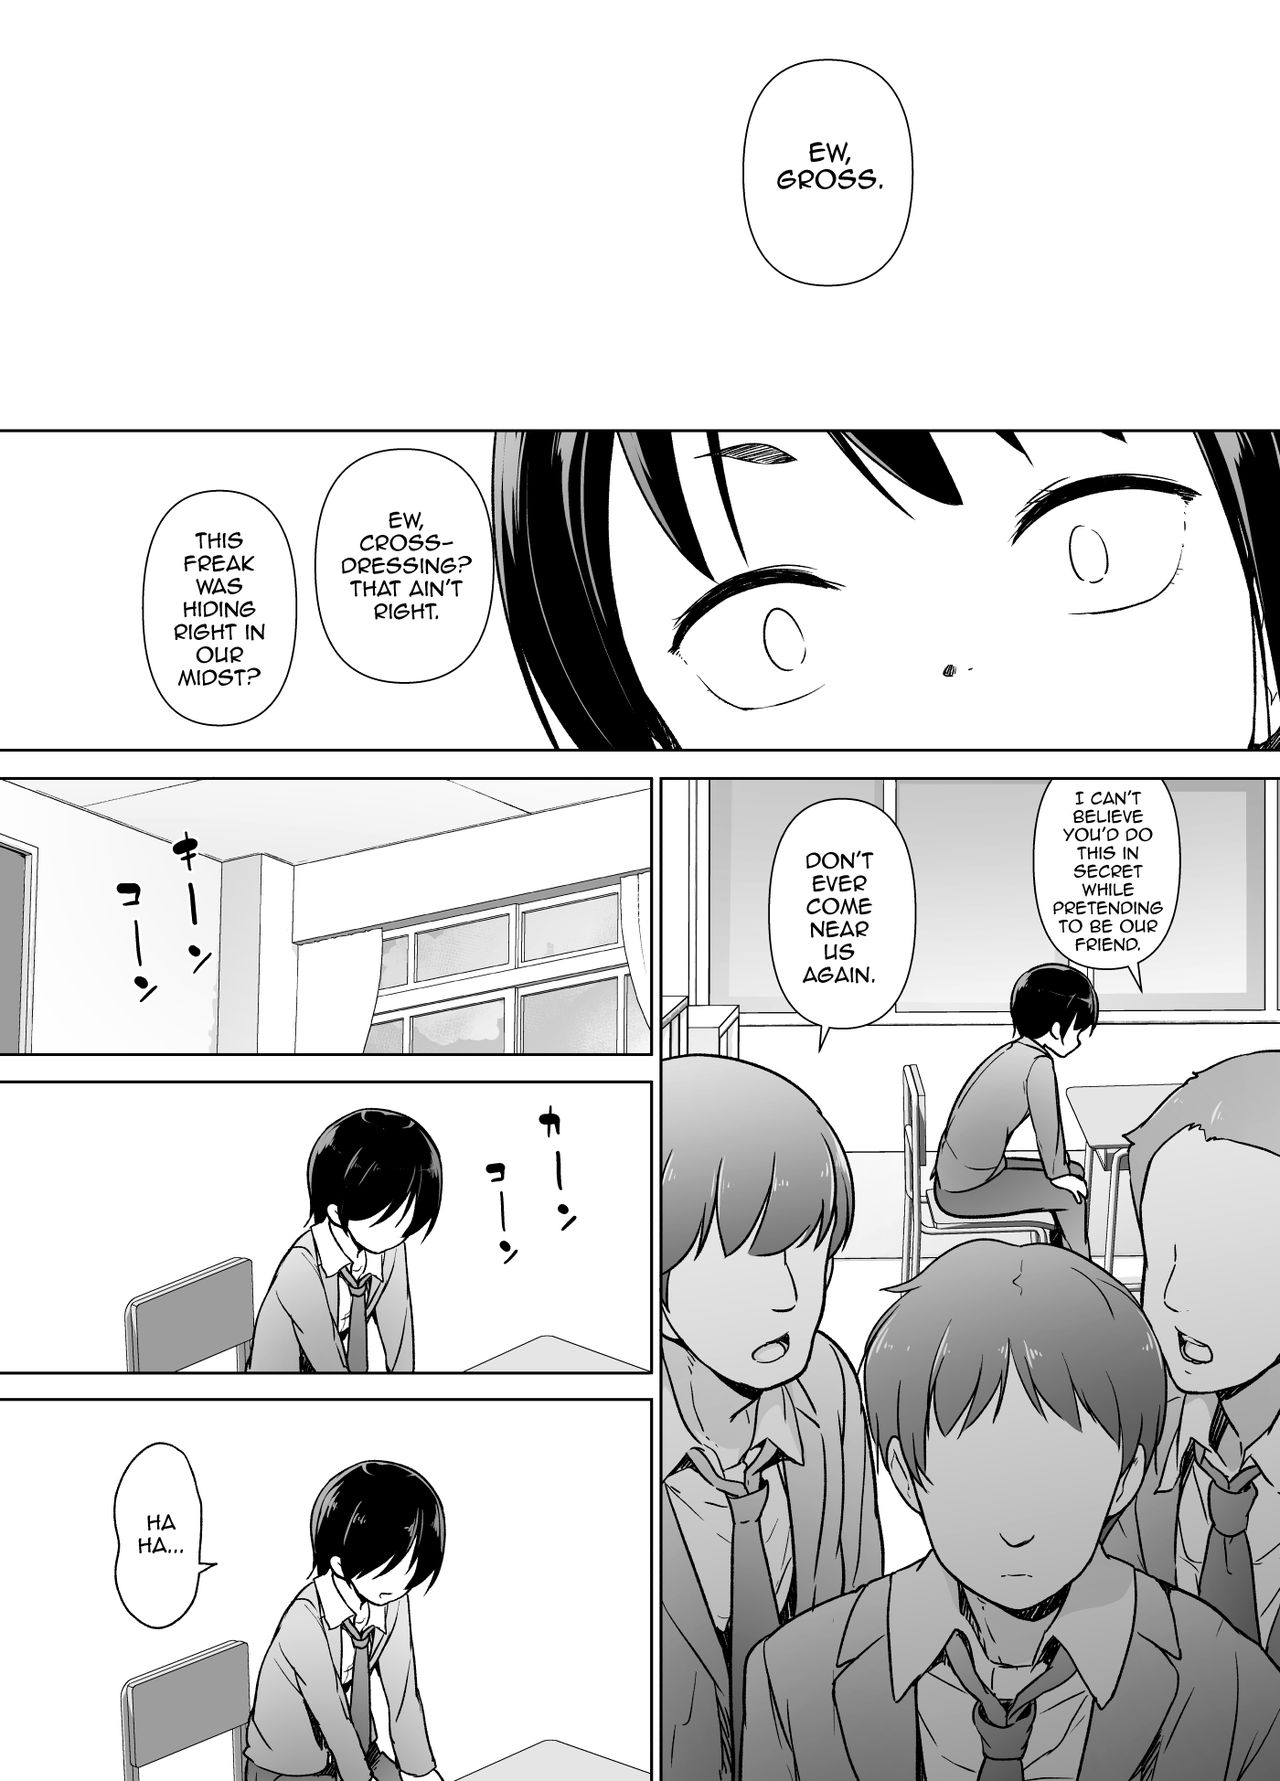 EW,
GROSS.
EW,
CROSS-
DRESSING?
THAT AIN'T
RIGHT.
THIS
FREAK
WAS
HIDING
RIGHT IN
OUR
MIDST?
I CAN'T
BELIEVE
YOU'D DO
THIS IN
SECRET
WHILE
PRETENDING
TO BE OUR
FRIEND.
DON'T
EVER
COME
NEAR
US
AGAIN.
キーン
コーン
カーン
コーン
HA
HA...